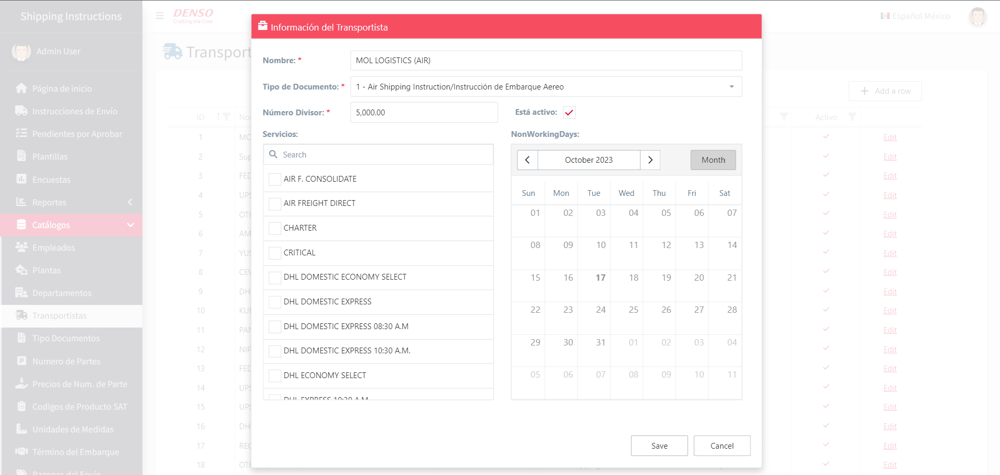 Shipping Instructions
DENSO
Crafting the Core
Español México
Admin User
Página de inicio
Instrucciones de Envío
Pendientes por Aprobar
Plantillas
Encuestas
Reportes
Catálogos
Empleados
Plantas
Departamentos
Transportistas
Tipo Documentos
Numero de Partes
Precios de Num. de Parte
Codigos de Producto SAT
Unidades de Medidas
Término del Embarque
Razones del Envío
Transport
Add a row
ID No Activo
1 MO Edit
2 Sup Edit
3 FED Edit
4 UPS Edit
5 OTH Edit
6 AM Edit
7 YUS Edit
8 CEV Edit
9 DH Edit
10 KUE Edit
11 PAN Edit
12 NIP Edit
13 FED Edit
14 UPS Edit
15 UPS Edit
16 DH Edit
17 REC Edit
18 OTH Edit
Información del Transportista
Nombre: * MOL LOGISTICS (AIR)
Tipo de Documento: * 1 - Air Shipping Instruction/Instrucción de Embarque Aereo
Número Divisor: * 5,000.00 Está activo:
Servicios:
Search
AIR F. CONSOLIDATE
AIR FREIGHT DIRECT
CHARTER
CRITICAL
DHL DOMESTIC ECONOMY SELECT
DHL DOMESTIC EXPRESS
DHL DOMESTIC EXPRESS 08:30 A.M
DHL DOMESTIC EXPRESS 10:30 A.M.
DHL ECONOMY SELECT
DHL EXPRESS 10:30 A.M
NonWorkingDays:
October 2023 Month
Sun Mon Tue Wed Thu Fri Sat
01 02 03 04 05 06 07
08 09 10 11 12 13 14
15 16 17 18 19 20 21
22 23 24 25 26 27 28
29 30 31 01 02 03 04
05 06 07 08 09 10 11
Save Cancel